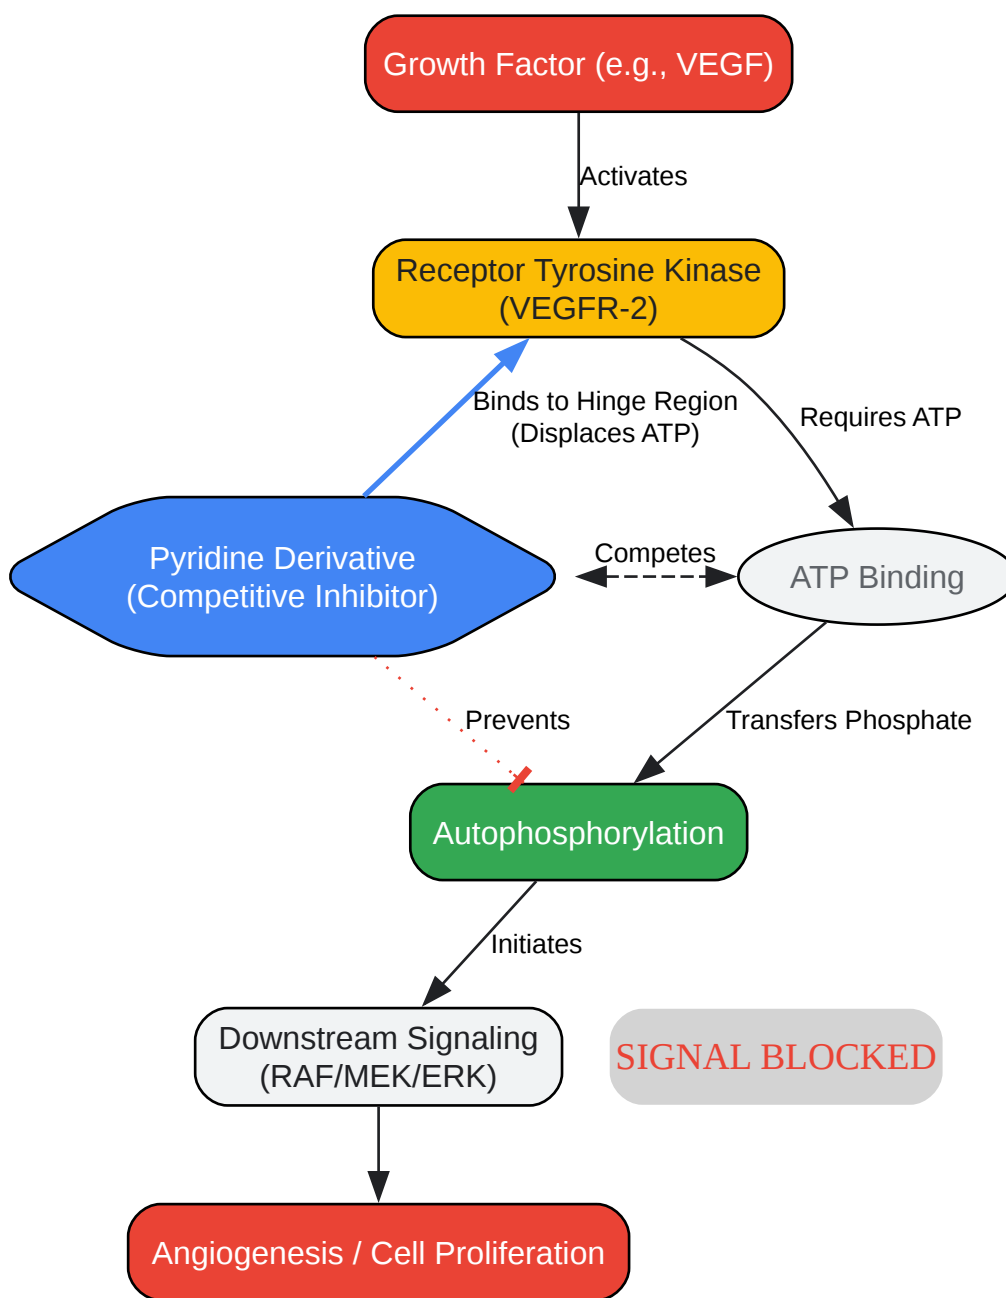 Growth Factor (e.g., VEGF)
Activates
Receptor Tyrosine Kinase
(VEGFR-2)
Binds to Hinge Region
(Displaces ATP)
Requires ATP
Pyridine Derivative
(Competitive Inhibitor)
Competes
ATP Binding
Prevents
Transfers Phosphate
Autophosphorylation
Initiates
Downstream Signaling
(RAF/MEK/ERK)
SIGNAL BLOCKED
Angiogenesis / Cell Proliferation